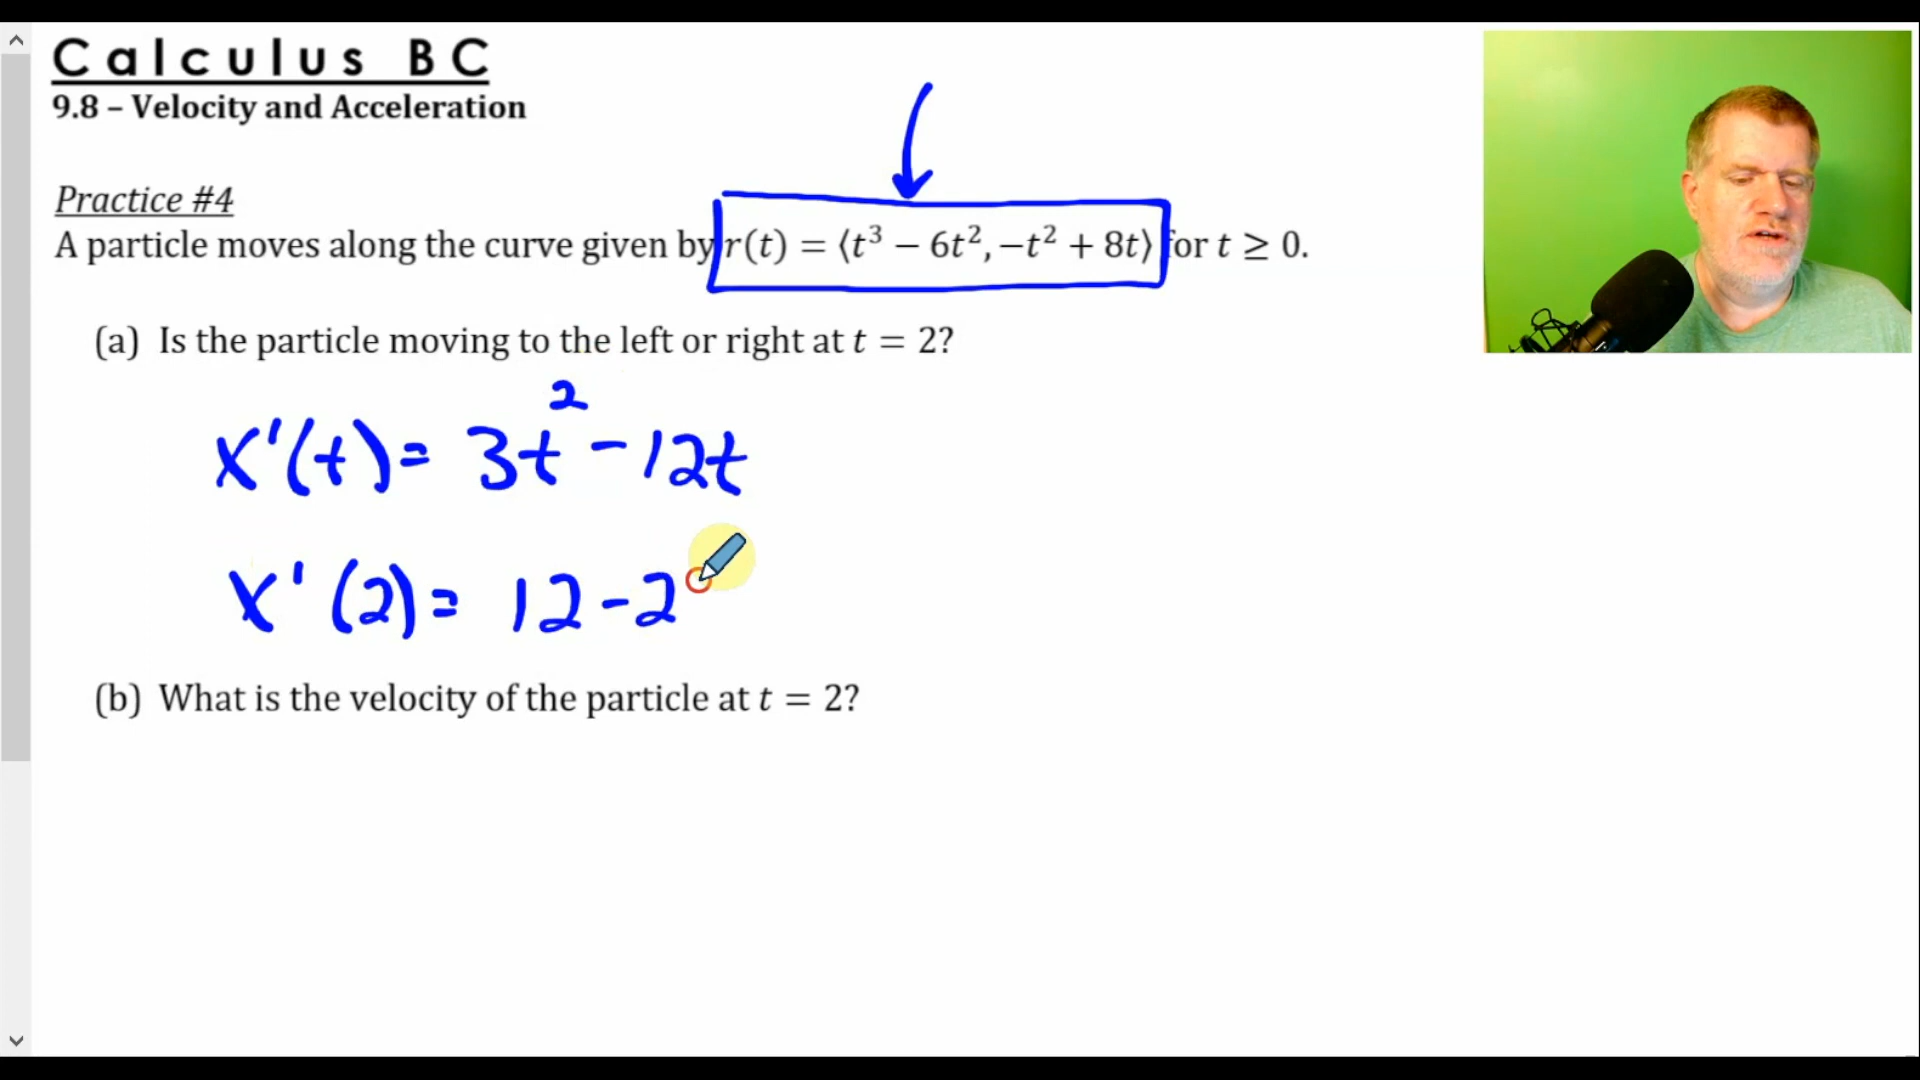 Calculus BC
9.8 – Velocity and Acceleration
Practice #4
A particle moves along the curve given by r(t) = ⟨t³ − 6t², −t² + 8t⟩ for t ≥ 0.
(a) Is the particle moving to the left or right at t = 2?
x'(t) = 3t² − 12t
x'(2) = 12 − 2
(b) What is the velocity of the particle at t = 2?